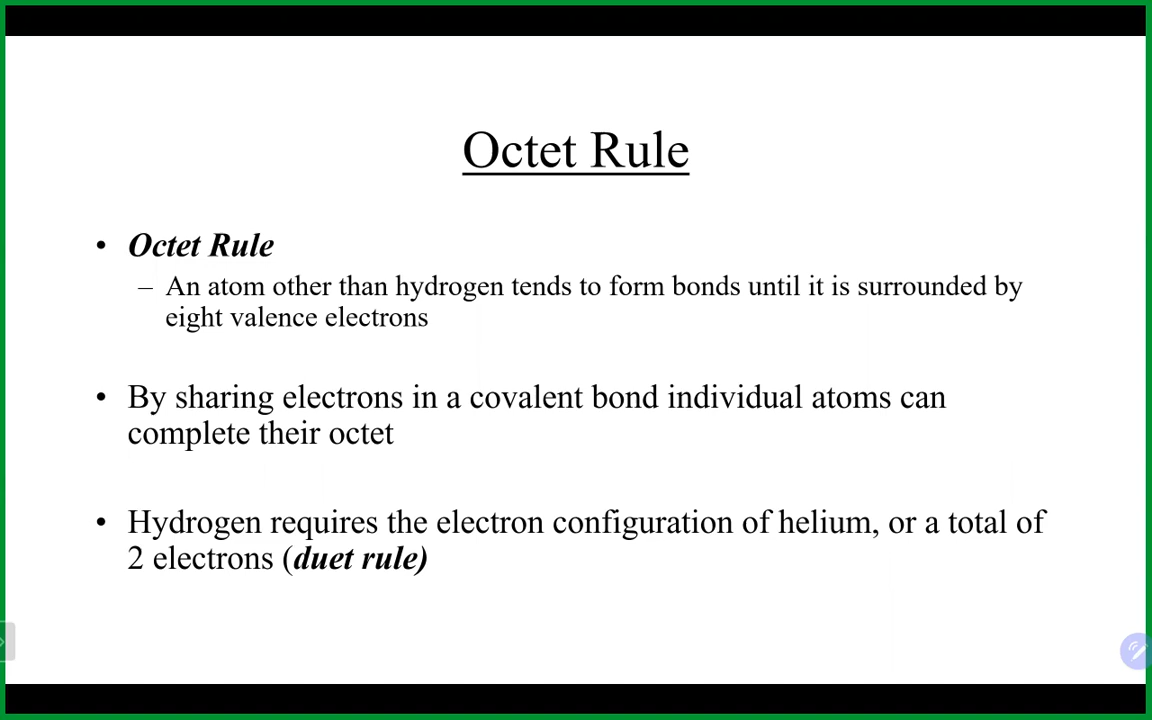 Octet Rule
• Octet Rule
– An atom other than hydrogen tends to form bonds until it is surrounded by
eight valence electrons
• By sharing electrons in a covalent bond individual atoms can
complete their octet
• Hydrogen requires the electron configuration of helium, or a total of
2 electrons (duet rule)